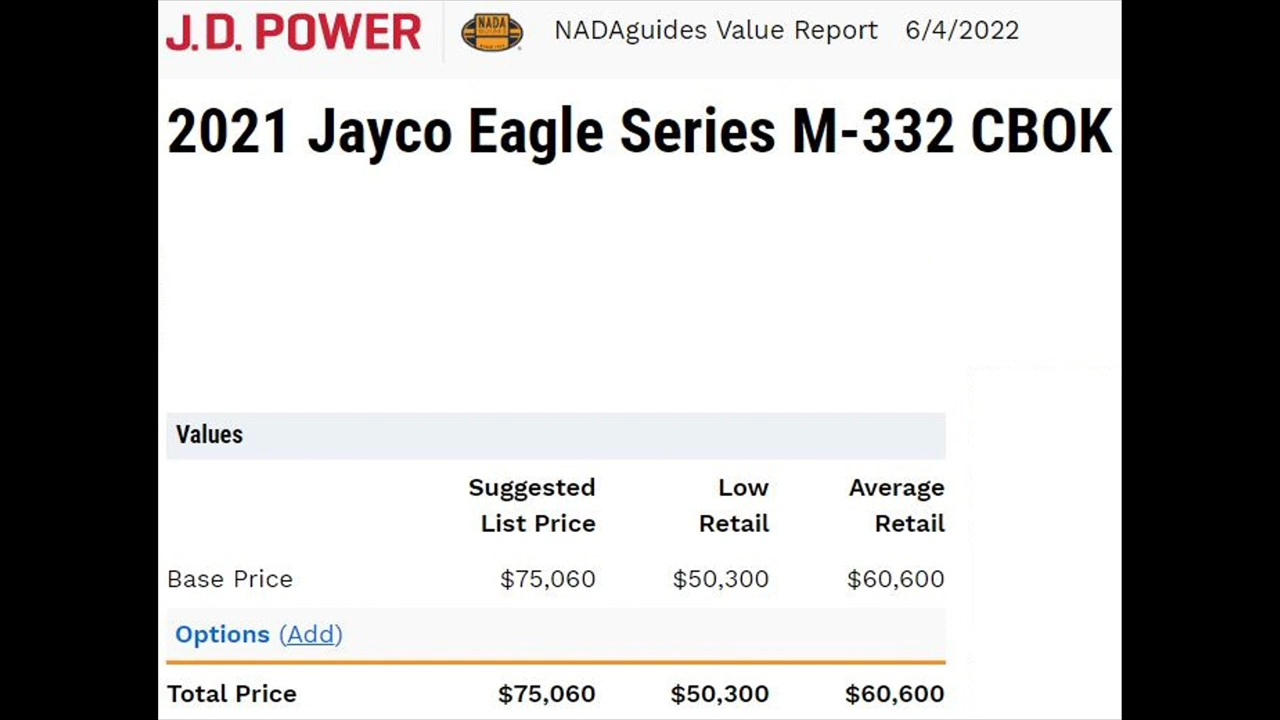 J.D. POWER NADA GUIDES NADAguides Value Report 6/4/2022
2021 Jayco Eagle Series M-332 CBOK
Values
Suggested Low Average
List Price Retail Retail
Base Price $75,060 $50,300 $60,600
Options (Add)
Total Price $75,060 $50,300 $60,600